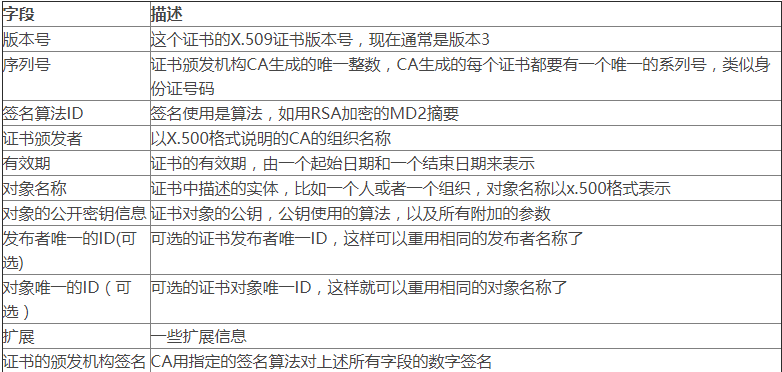 字段 描述
版本号 这个证书的X.509证书版本号，现在通常是版本3
序列号 证书颁发机构CA生成的唯一整数，CA生成的每个证书都要有一个唯一的系列号，类似身
份证号码
签名算法ID 签名使用是算法，如用RSA加密的MD2摘要
证书颁发者 以X.500格式说明的CA的组织名称
有效期 证书的有效期，由一个起始日期和一个结束日期来表示
对象名称 证书中描述的实体，比如一个人或者一个组织，对象名称以x.500格式表示
对象的公开密钥信息 证书对象的公钥，公钥使用的算法，以及所有附加的参数
发布者唯一的ID(可 可选的证书发布者唯一ID，这样可以重用相同的发布者名称了
选)
对象唯一的ID（可 可选的证书对象唯一ID，这样就可以重用相同的对象名称了
选）
扩展 一些扩展信息
证书的颁发机构签名 CA用指定的签名算法对上述所有字段的数字签名